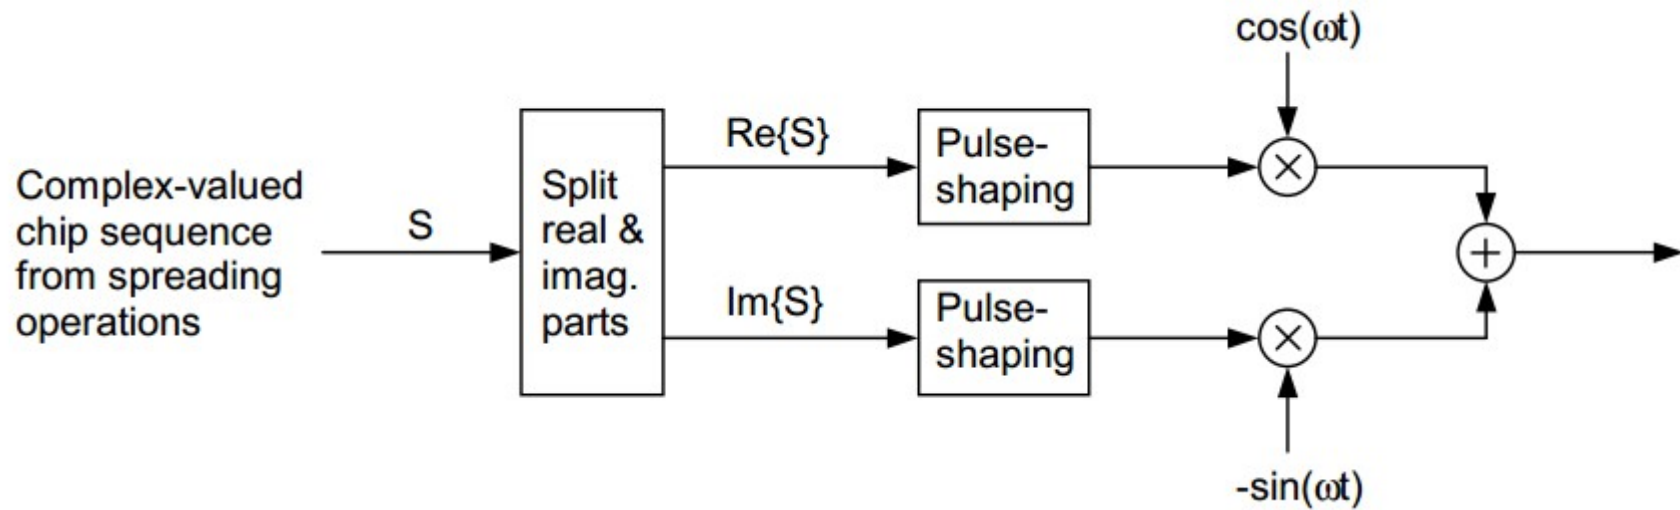 cos(ωt)
Complex-valued
chip sequence
from spreading
operations
S
Split
real &
imag.
parts
Re{S}
Pulse-
shaping
Im{S}
Pulse-
shaping
-sin(ωt)